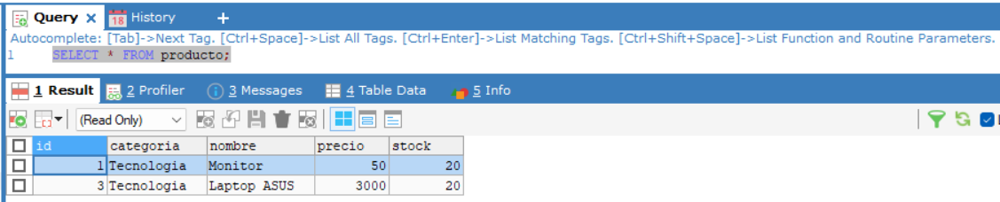 Query × 18 History +
Autocomplete: [Tab]->Next Tag. [Ctrl+Space]->List All Tags. [Ctrl+Enter]->List Matching Tags. [Ctrl+Shift+Space]->List Function and Routine Parameters.
1 SELECT * FROM producto;
1 Result 2 Profiler 3 Messages 4 Table Data 5 Info
(Read Only)
id categoria nombre precio stock
1 Tecnologia Monitor 50 20
3 Tecnologia Laptop ASUS 3000 20